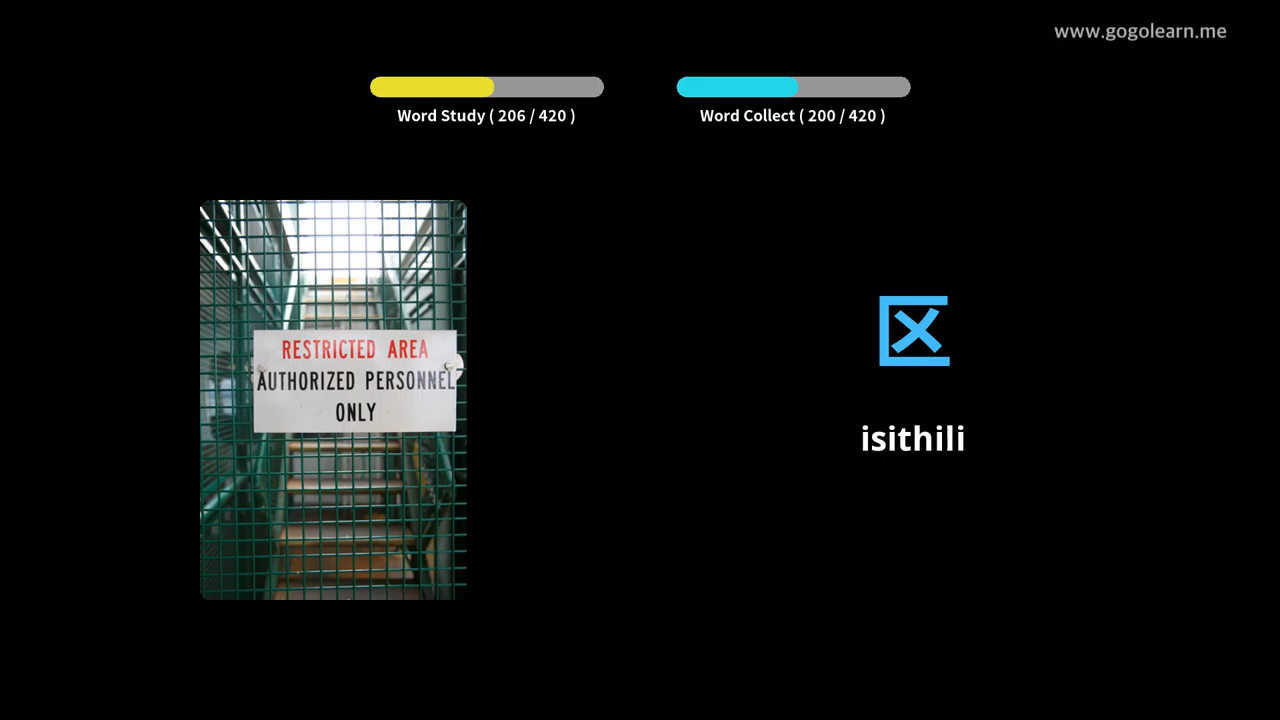 www.gogolearn.me
Word Study ( 206 / 420 )
Word Collect ( 200 / 420 )
RESTRICTED AREA
AUTHORIZED PERSONNEL
ONLY
isithili